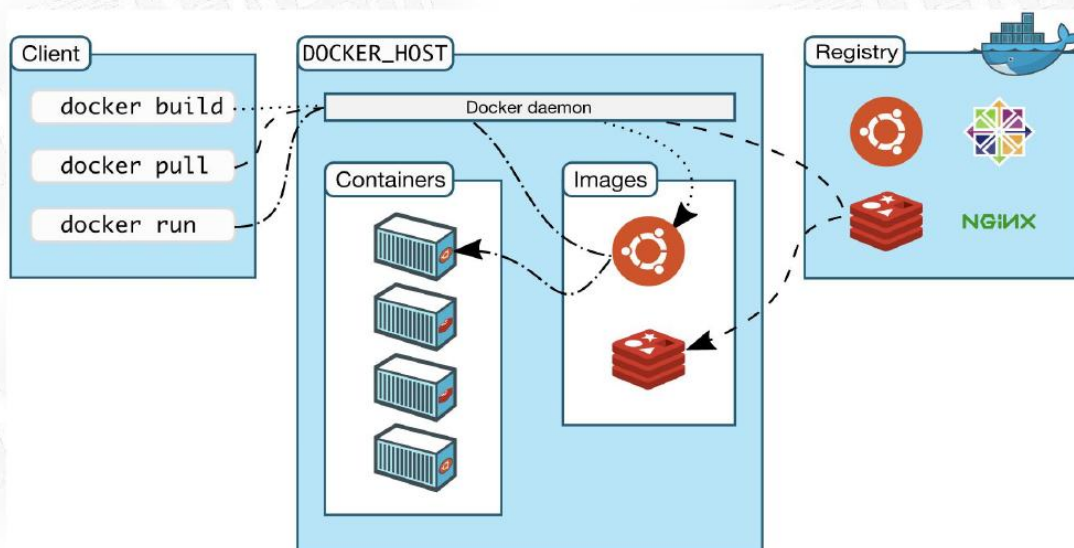 Client
docker build
docker pull
docker run
DOCKER_HOST
Docker daemon
Containers
Images
Registry
NGiNX